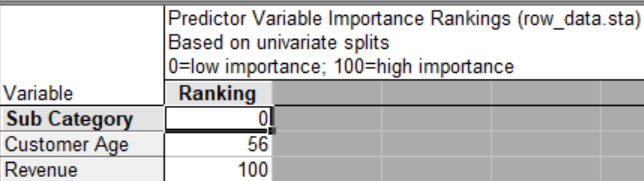 Predictor Variable Importance Rankings (row_data.sta)
Based on univariate splits
0=low importance; 100=high importance
Variable Ranking
Sub Category 0
Customer Age 56
Revenue 100